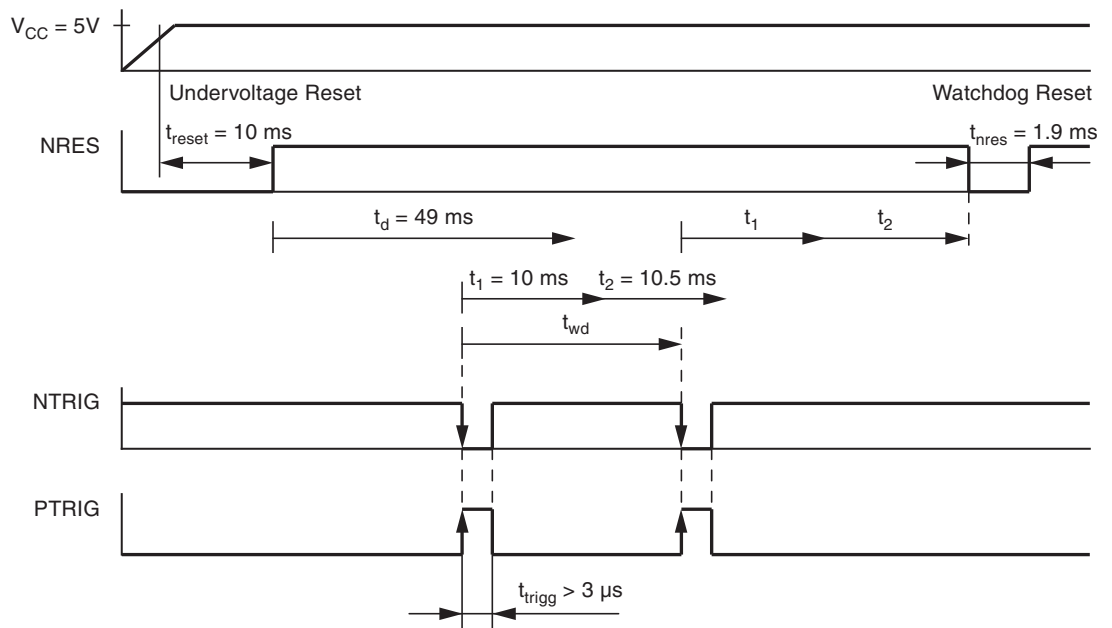 V_CC = 5V
Undervoltage Reset
Watchdog Reset
t_reset = 10 ms
t_nres = 1.9 ms
NRES
t_d = 49 ms
t_1
t_2
t_1 = 10 ms
t_2 = 10.5 ms
t_wd
NTRIG
PTRIG
t_trigg > 3 µs